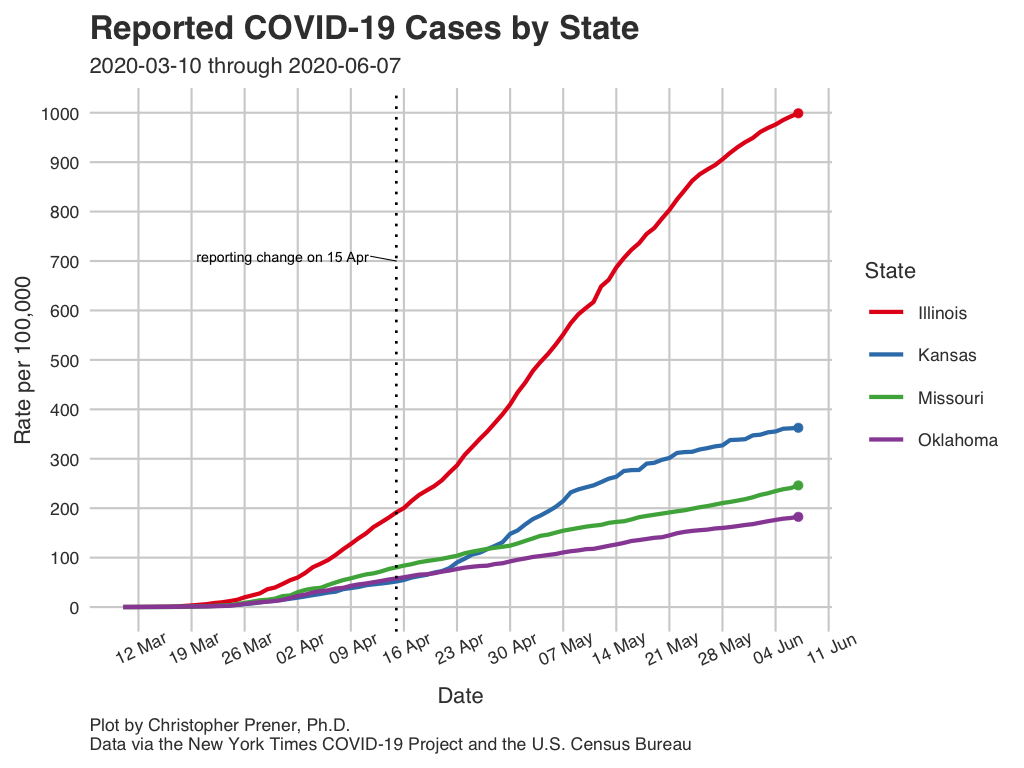 Reported COVID-19 Cases by State
2020-03-10 through 2020-06-07
Rate per 100,000
1000
900
800
700
600
500
400
300
200
100
0
reporting change on 15 Apr
State
Illinois
Kansas
Missouri
Oklahoma
12 Mar 19 Mar 26 Mar 02 Apr 09 Apr 16 Apr 23 Apr 30 Apr 07 May 14 May 21 May 28 May 04 Jun 11 Jun
Date
Plot by Christopher Prener, Ph.D.
Data via the New York Times COVID-19 Project and the U.S. Census Bureau